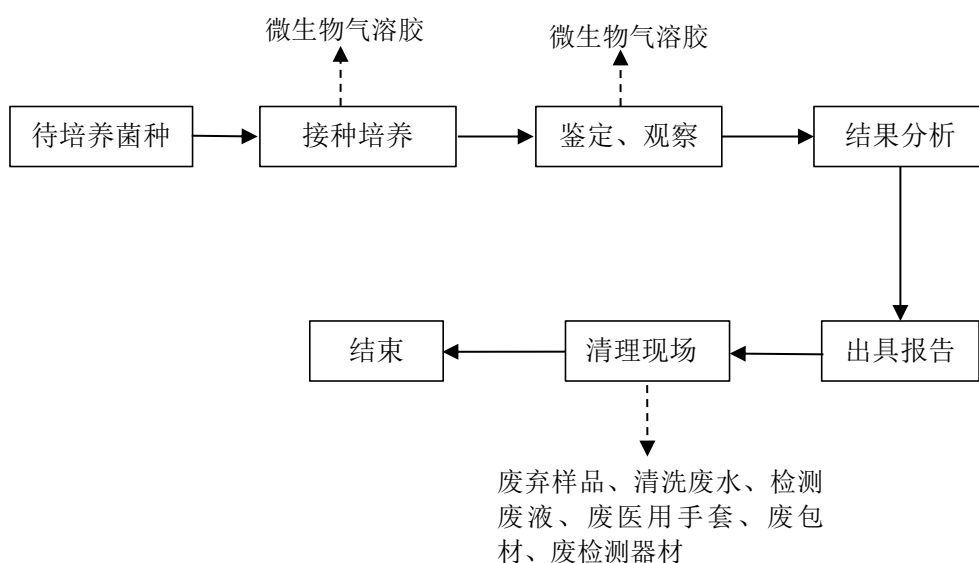 微生物气溶胶
微生物气溶胶
待培养菌种
接种培养
鉴定、观察
结果分析
结束
清理现场
出具报告
废弃样品、清洗废水、检测
废液、废医用手套、废包
材、废检测器材